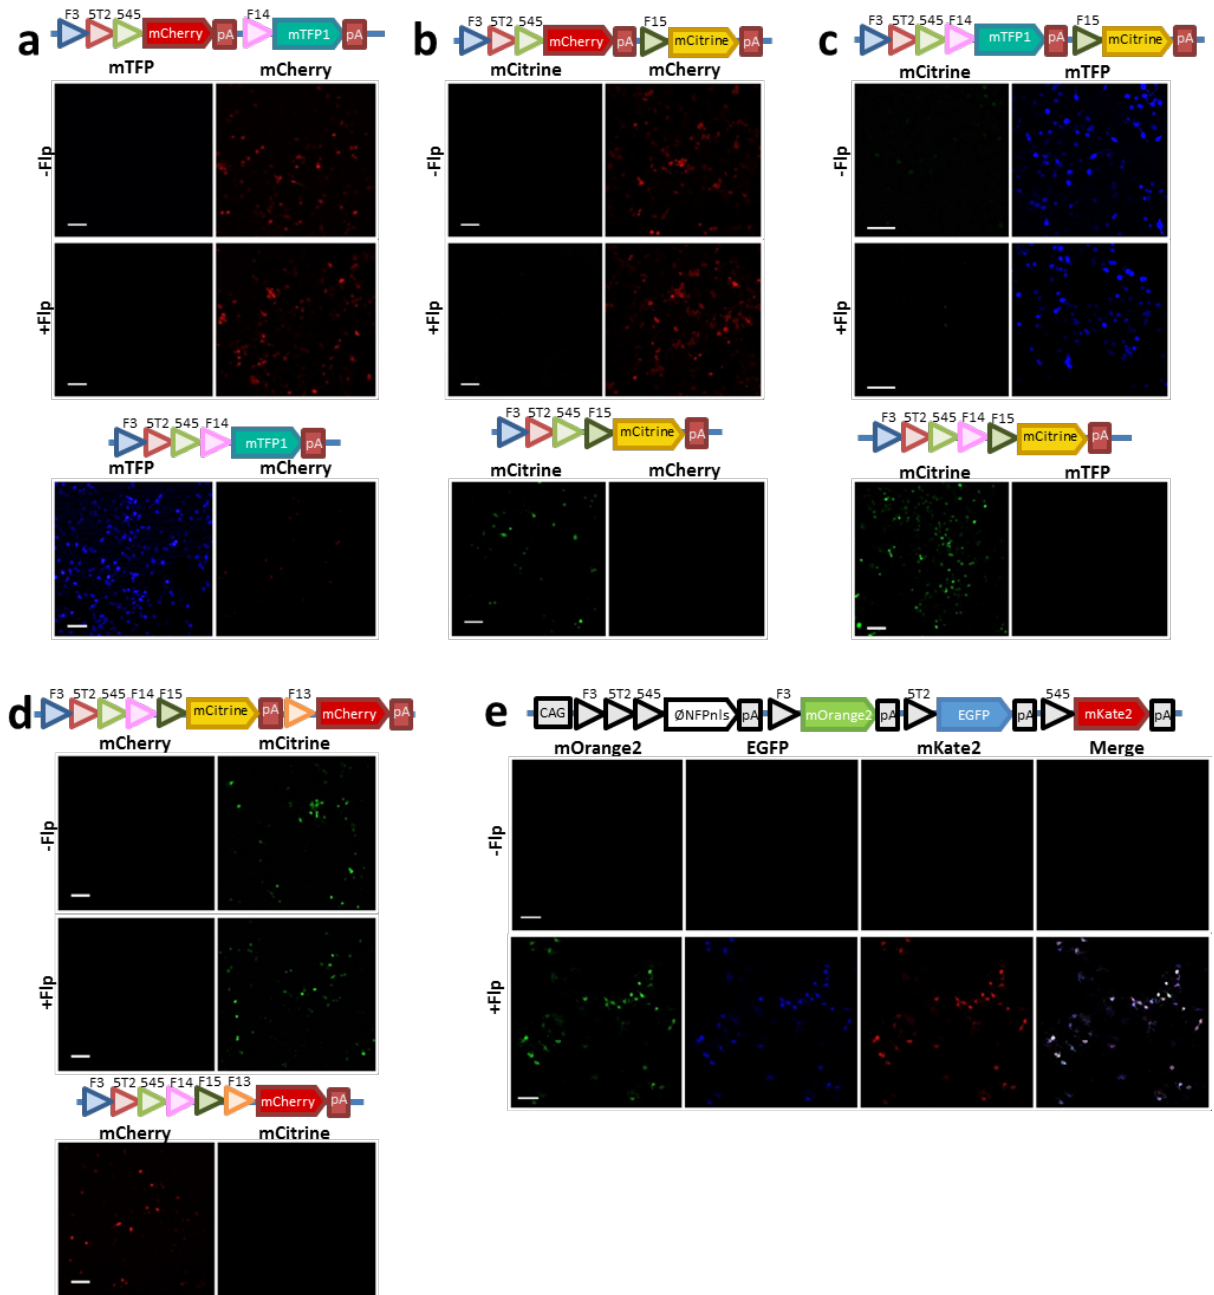 a
F3 5T2 545 F14
mCherry pA mTFP1 pA
mTFP mCherry
-Flp
+Flp
F3 5T2 545 F14
mTFP1 pA
mTFP mCherry
b
F3 5T2 545 F15
mCherry pA mCitrine pA
mCitrine mCherry
-Flp
+Flp
F3 5T2 545 F15
mCitrine pA
mCitrine mCherry
c
F3 5T2 545 F14 F15
mTFP1 pA mCitrine pA
mCitrine mTFP
-Flp
+Flp
F3 5T2 545 F14 F15
mCitrine pA
mCitrine mTFP
d
F3 5T2 545 F14 F15 F13
mCitrine pA mCherry pA
mCherry mCitrine
-Flp
+Flp
F3 5T2 545 F14 F15 F13
mCherry pA
mCherry mCitrine
e
F3 5T2 545 F3 5T2 545
CAG ØNFPnls pA mOrange2 pA EGFP pA mKate2 pA
mOrange2 EGFP mKate2 Merge
-Flp
+Flp